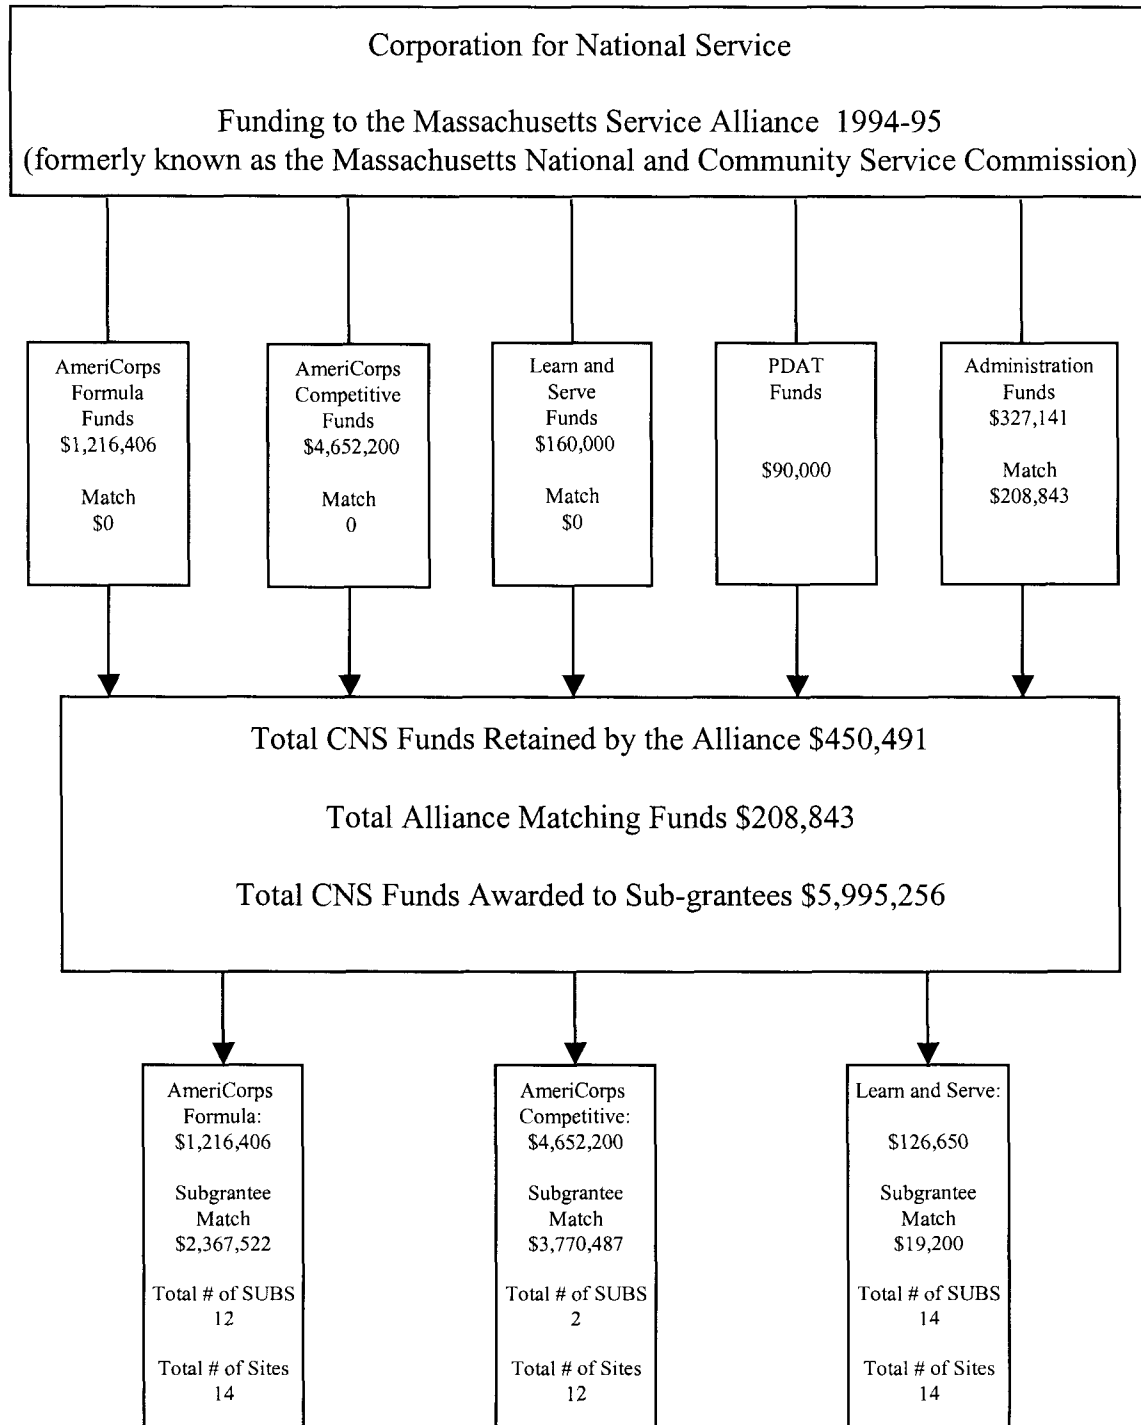 Corporation for National Service
Funding to the Massachusetts Service Alliance 1994-95
(formerly known as the Massachusetts National and Community Service Commission)
AmeriCorps
Formula
Funds
$1,216,406
Match
$0
AmeriCorps
Competitive
Funds
$4,652,200
Match
0
Learn and
Serve
Funds
$160,000
Match
$0
PDAT
Funds
$90,000
Administration
Funds
$327,141
Match
$208,843
Total CNS Funds Retained by the Alliance $450,491
Total Alliance Matching Funds $208,843
Total CNS Funds Awarded to Sub-grantees $5,995,256
AmeriCorps
Formula:
$1,216,406
Subgrantee
Match
$2,367,522
Total # of SUBS
12
Total # of Sites
14
AmeriCorps
Competitive:
$4,652,200
Subgrantee
Match
$3,770,487
Total # of SUBS
2
Total # of Sites
12
Learn and Serve:
$126,650
Subgrantee
Match
$19,200
Total # of SUBS
14
Total # of Sites
14